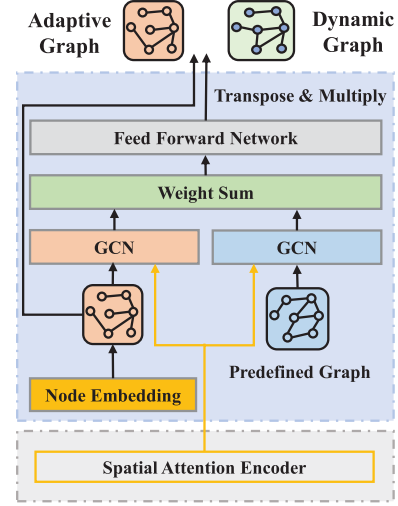 Adaptive
Graph
Dynamic
Graph
Transpose & Multiply
Feed Forward Network
Weight Sum
GCN
GCN
Predefined Graph
Node Embedding
Spatial Attention Encoder